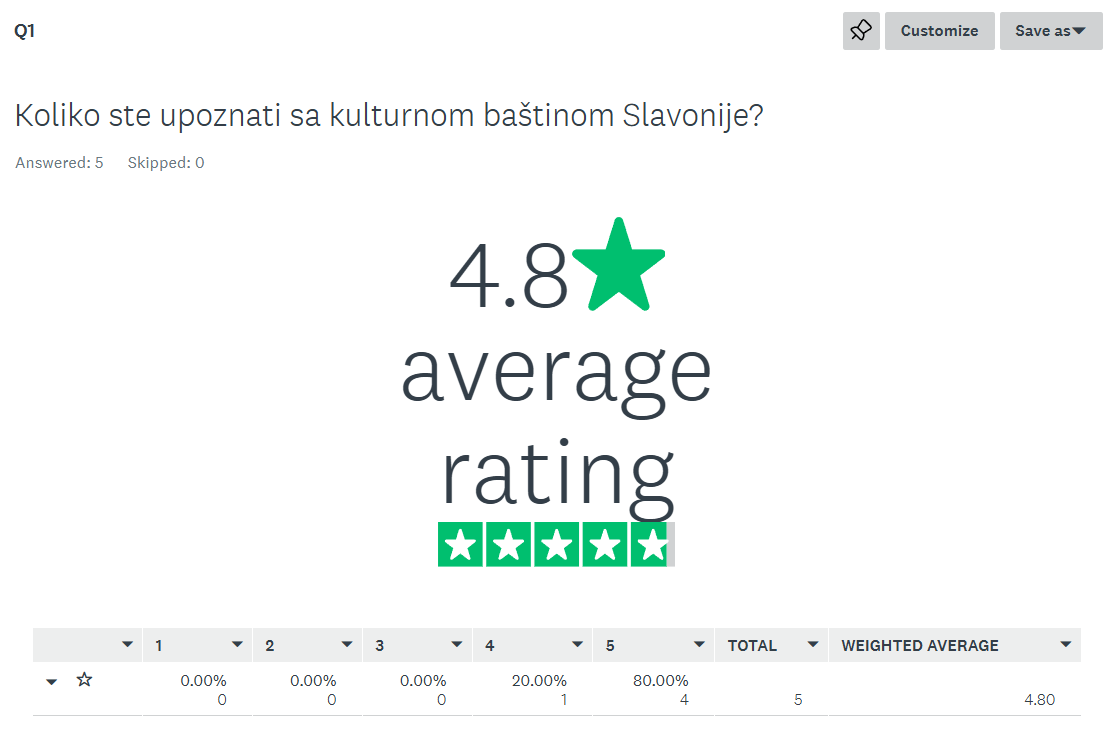 Q1
Customize
Save as
Koliko ste upoznati sa kulturnom baštinom Slavonije?
Answered: 5 Skipped: 0
4.8
average
rating
1 2 3 4 5 TOTAL WEIGHTED AVERAGE
0.00% 0.00% 0.00% 20.00% 80.00%
0 0 0 1 4 5 4.80